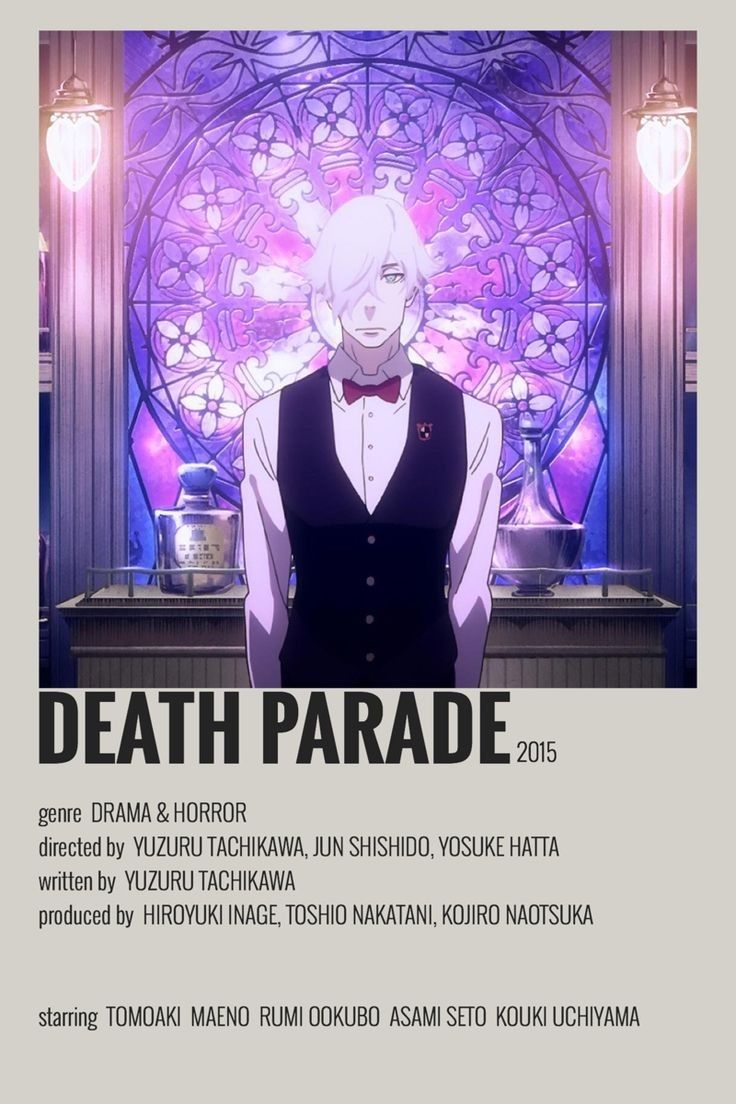 DEATH PARADE 2015
genre DRAMA & HORROR
directed by YUZURU TACHIKAWA, JUN SHISHIDO, YOSUKE HATTA
written by YUZURU TACHIKAWA
produced by HIROYUKI INAGE, TOSHIO NAKATANI, KOJIRO NAOTSUKA
starring TOMOAKI MAENO RUMI OOKUBO ASAMI SETO KOUKI UCHIYAMA